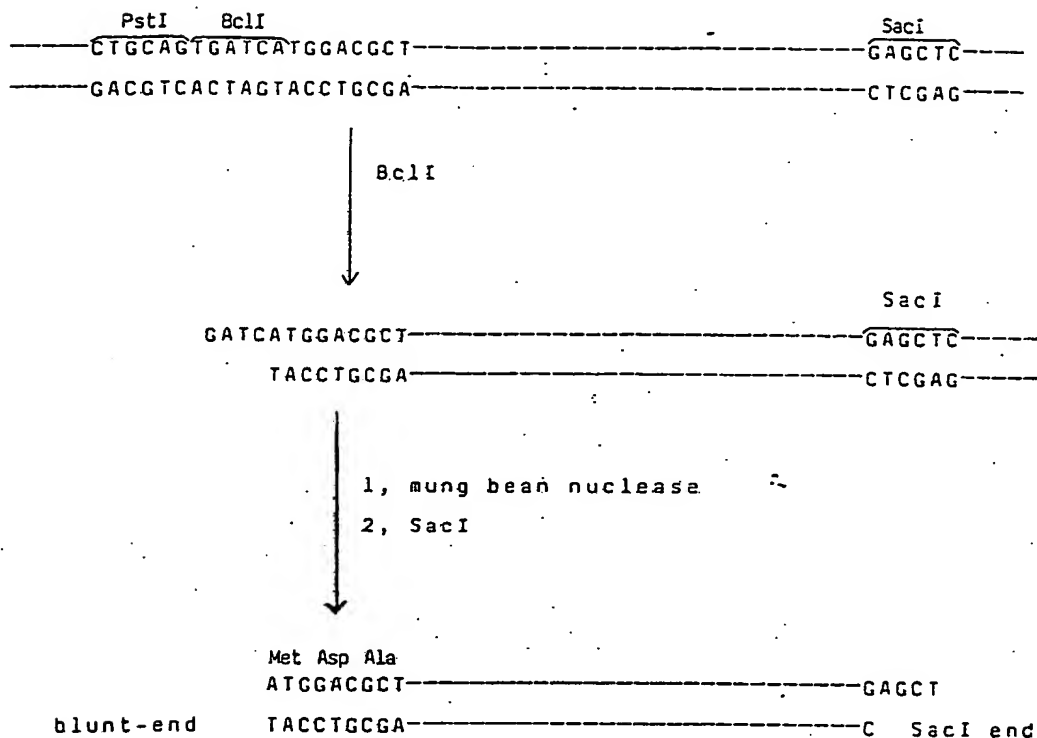 PstI BclI SacI
-----CTGCAGTGATCATGGACGCT----------GAGCTC-----
-----GACGTCACTAGTACCTGCGA----------CTCGAG-----
BclI
SacI
GATCATGGACGCT----------GAGCTC-----
TACCTGCGA----------CTCGAG-----
1, mung bean nuclease
2, SacI
Met Asp Ala
ATGGACGCT----------GAGCT
blunt-end TACCTGCGA----------C SacI end